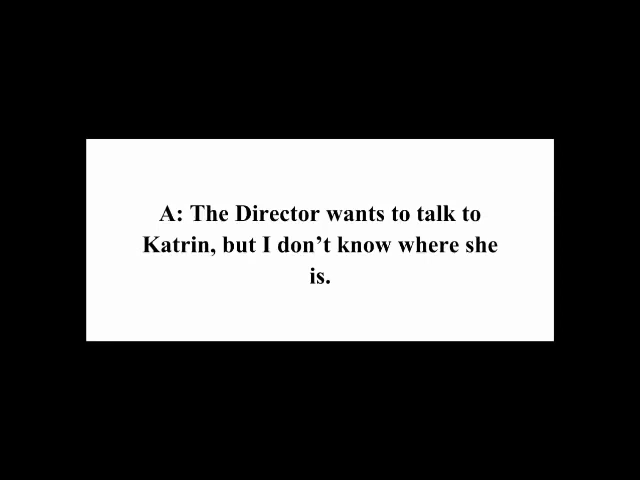 A: The Director wants to talk to
Katrin, but I don’t know where she
is.